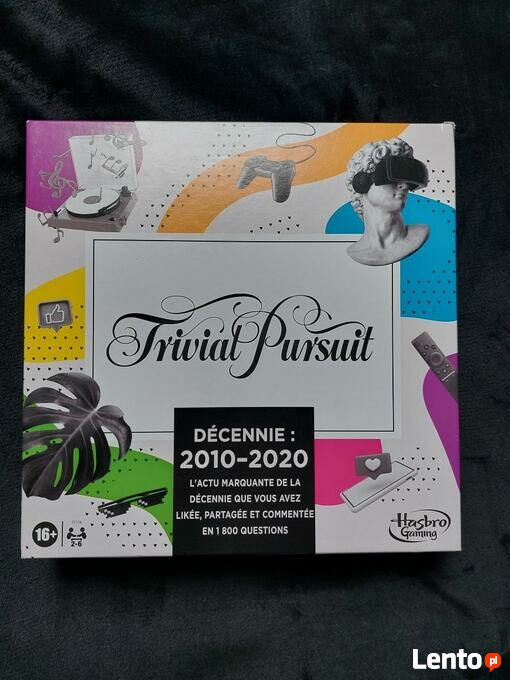 Trivial Pursuit
DÉCENNIE :
2010–2020
L'ACTU MARQUANTE DE LA
DÉCENNIE QUE VOUS AVEZ
LIKÉE, PARTAGÉE ET COMMENTÉE
EN 1 800 QUESTIONS
16+
2-6
Hasbro
Gaming
Lento pl